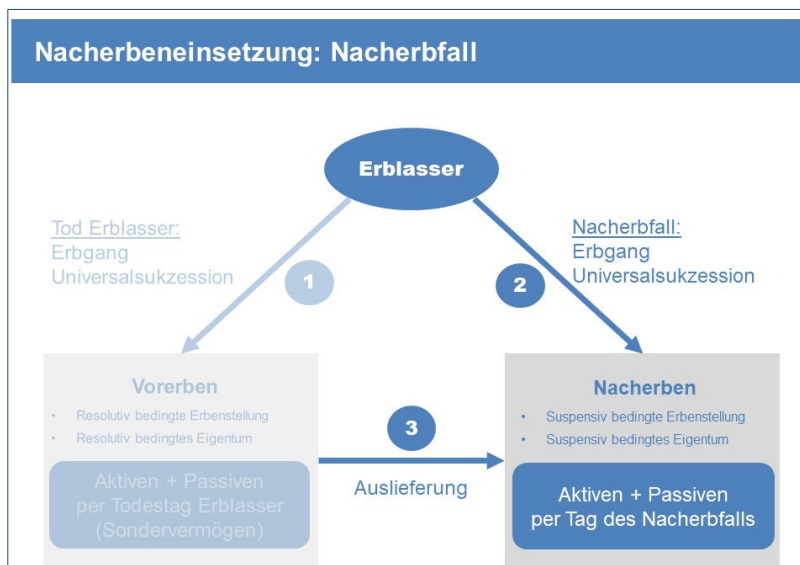 Nacherbeneinsetzung: Nacherbfall
Erblasser
Tod Erblasser:
Erbgang
Universalsukzession
1
Nacherbfall:
Erbgang
Universalsukzession
2
Vorerben
• Resolutiv bedingte Erbenstellung
• Resolutiv bedingtes Eigentum
Aktiven + Passiven
per Todestag Erblasser
(Sondervermögen)
3
Auslieferung
Nacherben
• Suspensiv bedingte Erbenstellung
• Suspensiv bedingtes Eigentum
Aktiven + Passiven
per Tag des Nacherbfalls